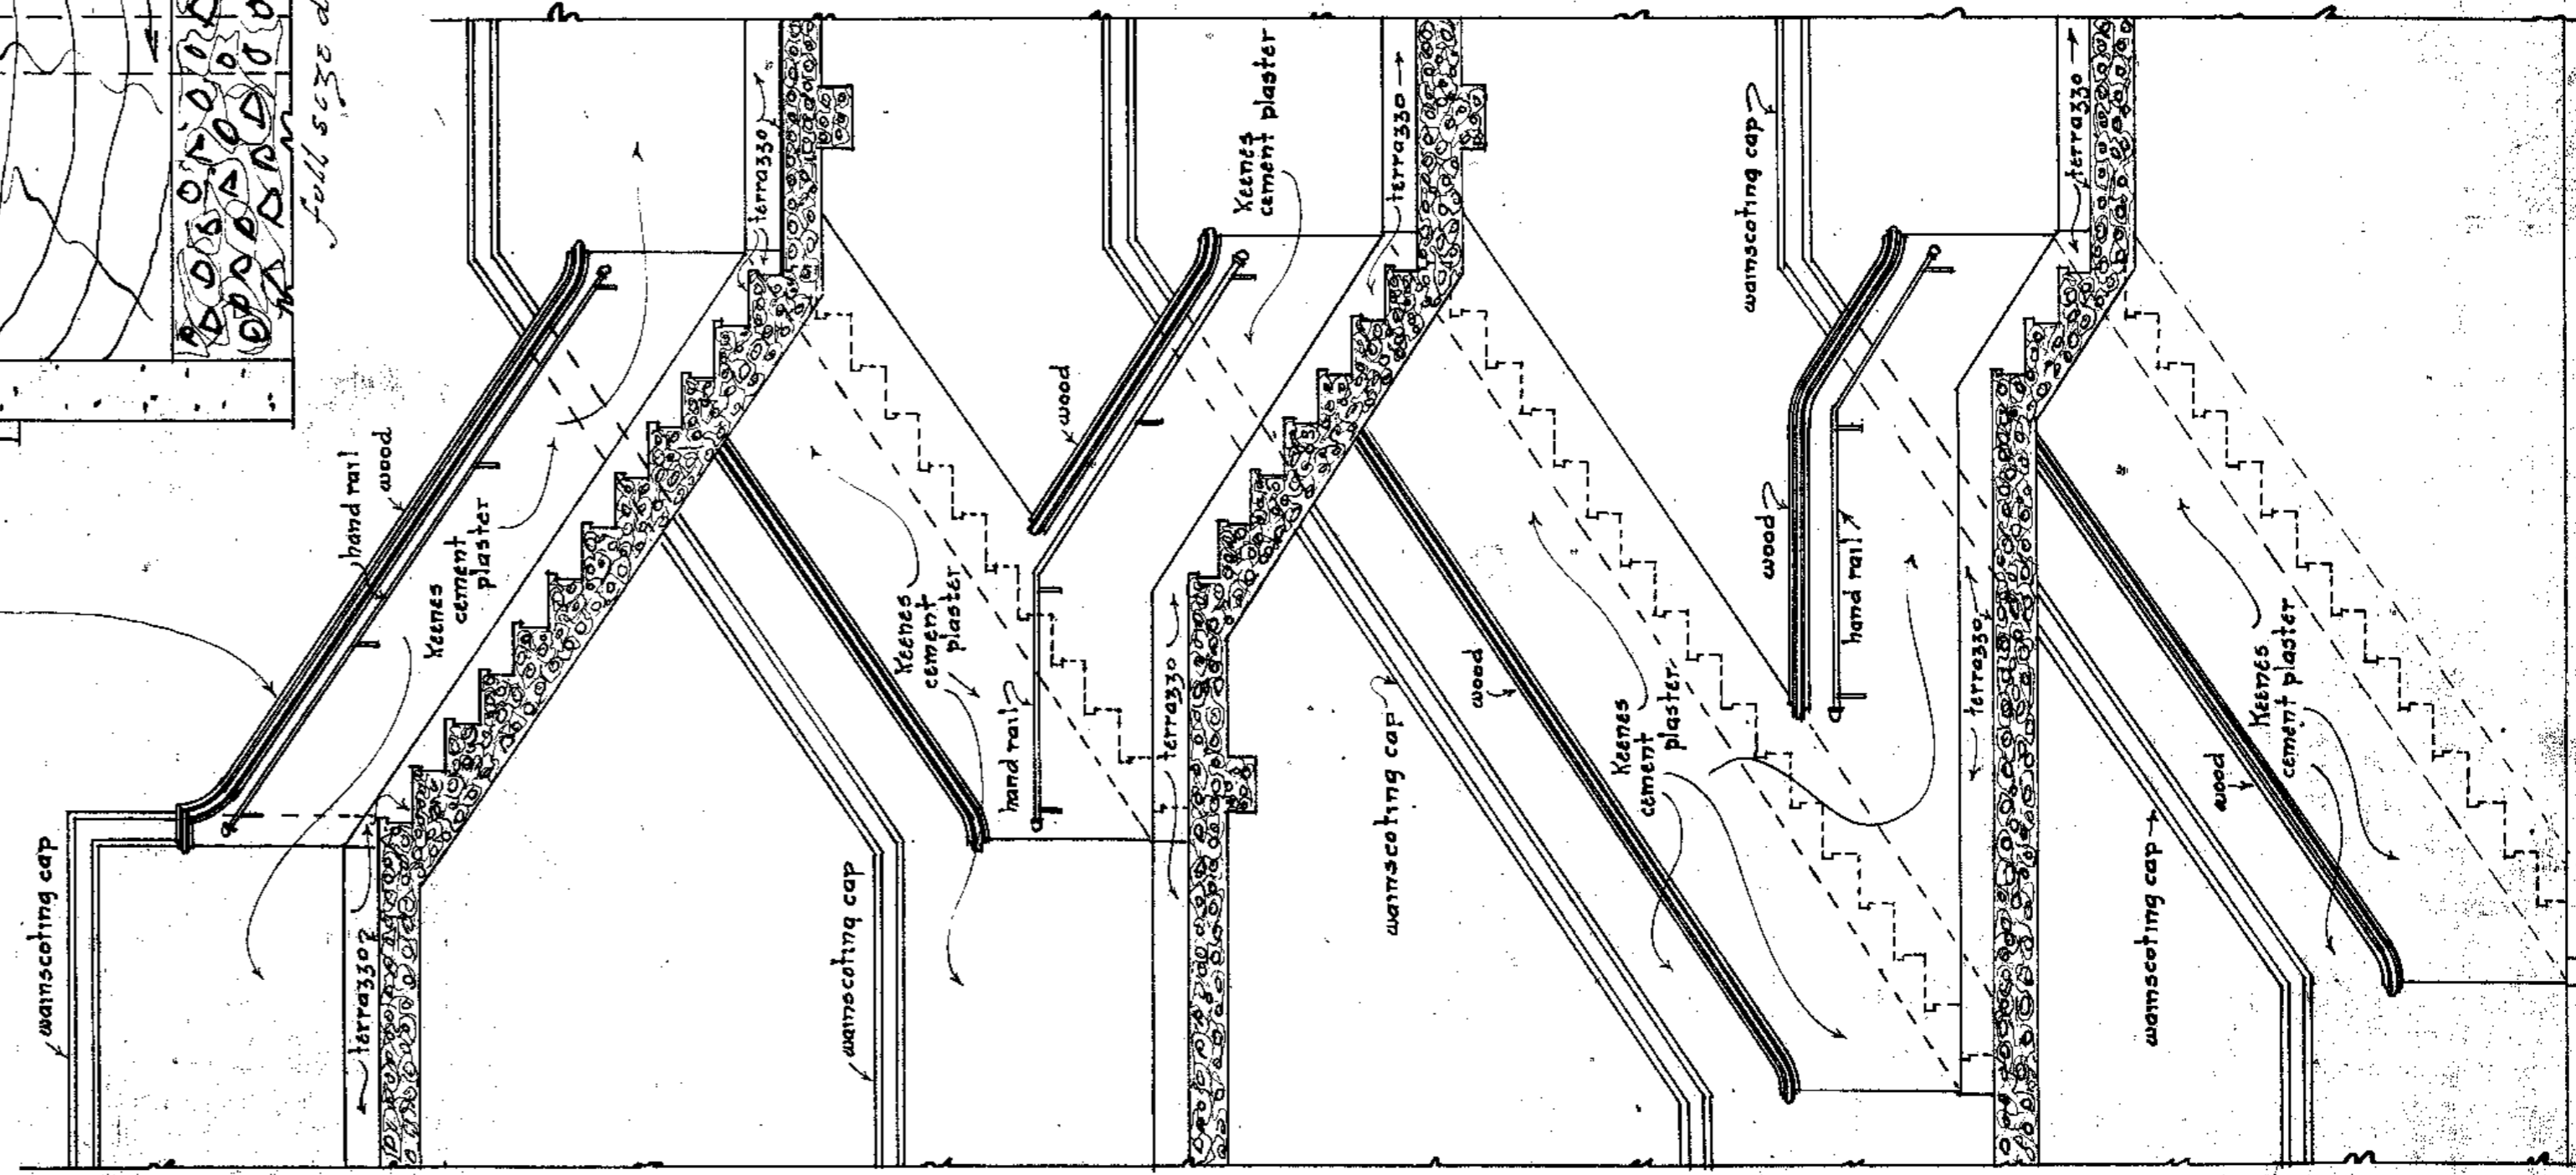 full size d
wainscoting cap
terrazzo
hand rail
wood
Keenes
cement
plaster
terrazzo
wainscoting cap
Keenes
cement
plaster
hand rail
wood
terrazzo
Keenes
cement plaster
terrazzo
wainscoting cap
wood
Keenes
cement
plaster
wainscoting cap
wood
hand rail
terrazzo
terrazzo
wainscoting cap
wood
Keenes
cement plaster